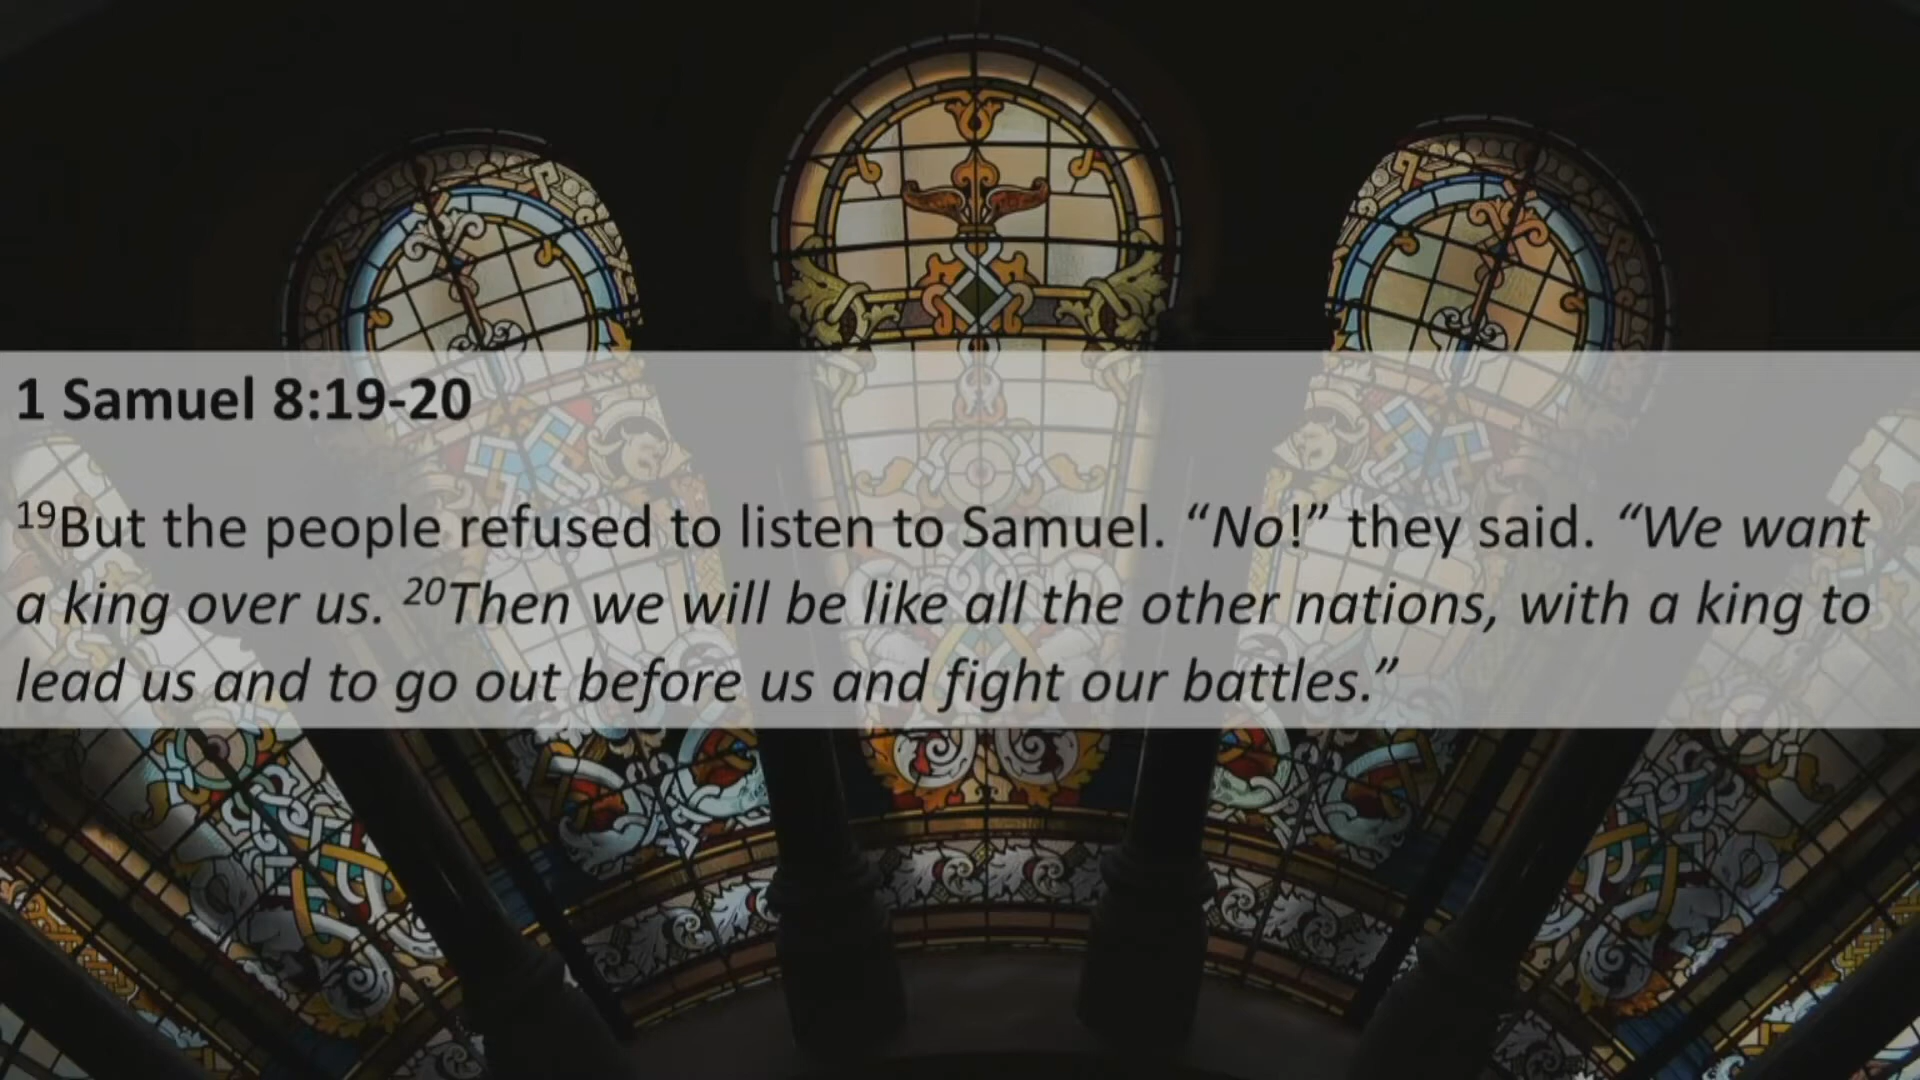 1 Samuel 8:19-20
¹⁹But the people refused to listen to Samuel. “No!” they said. “We want
a king over us. ²⁰Then we will be like all the other nations, with a king to
lead us and to go out before us and fight our battles.”